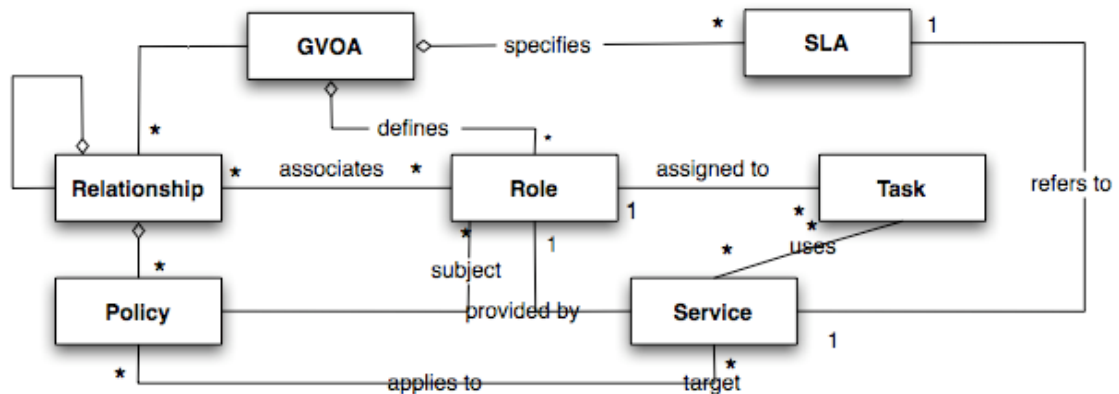 GVOA
specifies
*
SLA
1
*
defines
*
Relationship
*
associates
*
Role
1
assigned to
*
Task
refers to
*
1
*
*
uses
subject
*
Policy
provided by
Service
1
*
applies to
*
target